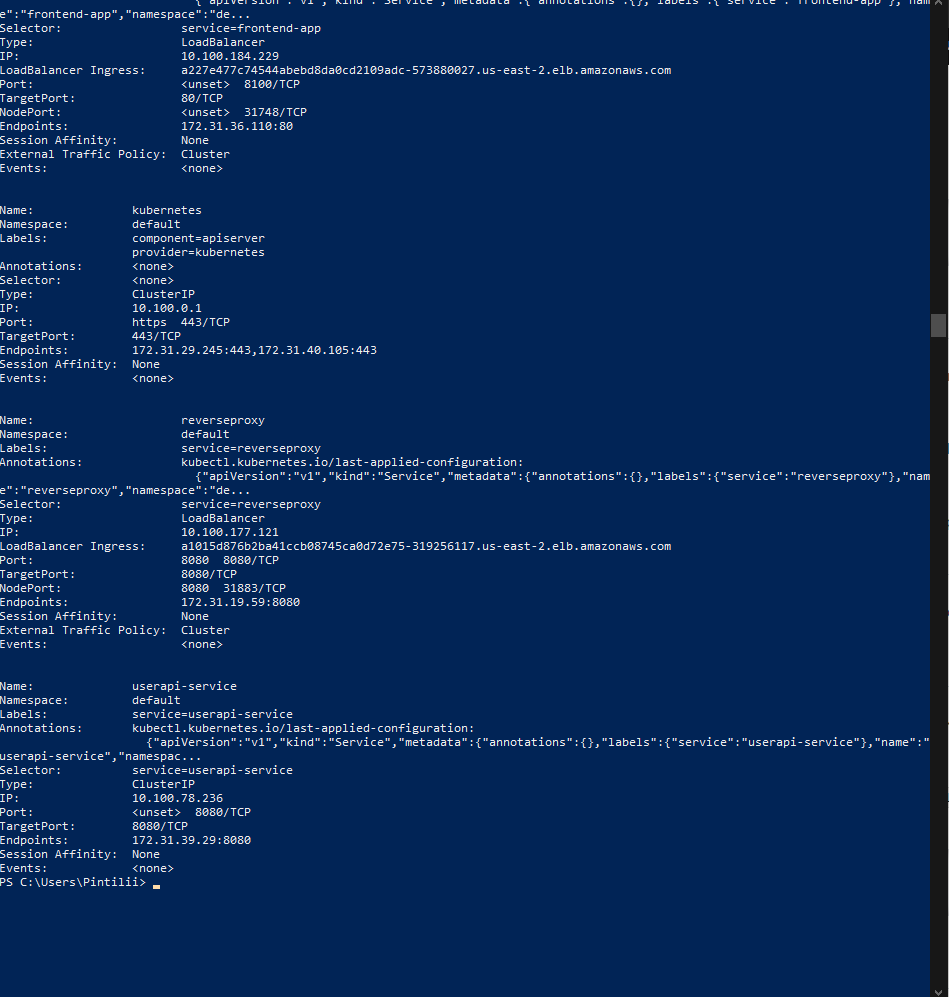 {"apiVersion":"v1","kind":"Service","metadata":{"annotations":{},"labels":{"service":"frontend-app"},"nam
e":"frontend-app","namespace":"de...
Selector:                 service=frontend-app
Type:                     LoadBalancer
IP:                       10.100.184.229
LoadBalancer Ingress:     a227e477c74544abebd8da0cd2109adc-573880027.us-east-2.elb.amazonaws.com
Port:                     <unset>  8100/TCP
TargetPort:               80/TCP
NodePort:                 <unset>  31748/TCP
Endpoints:                172.31.36.110:80
Session Affinity:         None
External Traffic Policy:  Cluster
Events:                   <none>
Name:              kubernetes
Namespace:         default
Labels:            component=apiserver
                   provider=kubernetes
Annotations:       <none>
Selector:          <none>
Type:              ClusterIP
IP:                10.100.0.1
Port:              https  443/TCP
TargetPort:        443/TCP
Endpoints:         172.31.29.245:443,172.31.40.105:443
Session Affinity:  None
Events:            <none>
Name:                     reverseproxy
Namespace:                default
Labels:                   service=reverseproxy
Annotations:              kubectl.kubernetes.io/last-applied-configuration:
                            {"apiVersion":"v1","kind":"Service","metadata":{"annotations":{},"labels":{"service":"reverseproxy"},"nam
e":"reverseproxy","namespace":"de...
Selector:                 service=reverseproxy
Type:                     LoadBalancer
IP:                       10.100.177.121
LoadBalancer Ingress:     a1015d876b2ba41ccb08745ca0d72e75-319256117.us-east-2.elb.amazonaws.com
Port:                     8080  8080/TCP
TargetPort:               8080/TCP
NodePort:                 8080  31883/TCP
Endpoints:                172.31.19.59:8080
Session Affinity:         None
External Traffic Policy:  Cluster
Events:                   <none>
Name:              userapi-service
Namespace:         default
Labels:            service=userapi-service
Annotations:       kubectl.kubernetes.io/last-applied-configuration:
                     {"apiVersion":"v1","kind":"Service","metadata":{"annotations":{},"labels":{"service":"userapi-service"},"name":"
userapi-service","namespac...
Selector:          service=userapi-service
Type:              ClusterIP
IP:                10.100.78.236
Port:              <unset>  8080/TCP
TargetPort:        8080/TCP
Endpoints:         172.31.39.29:8080
Session Affinity:  None
Events:            <none>
PS C:\Users\Pintilii>